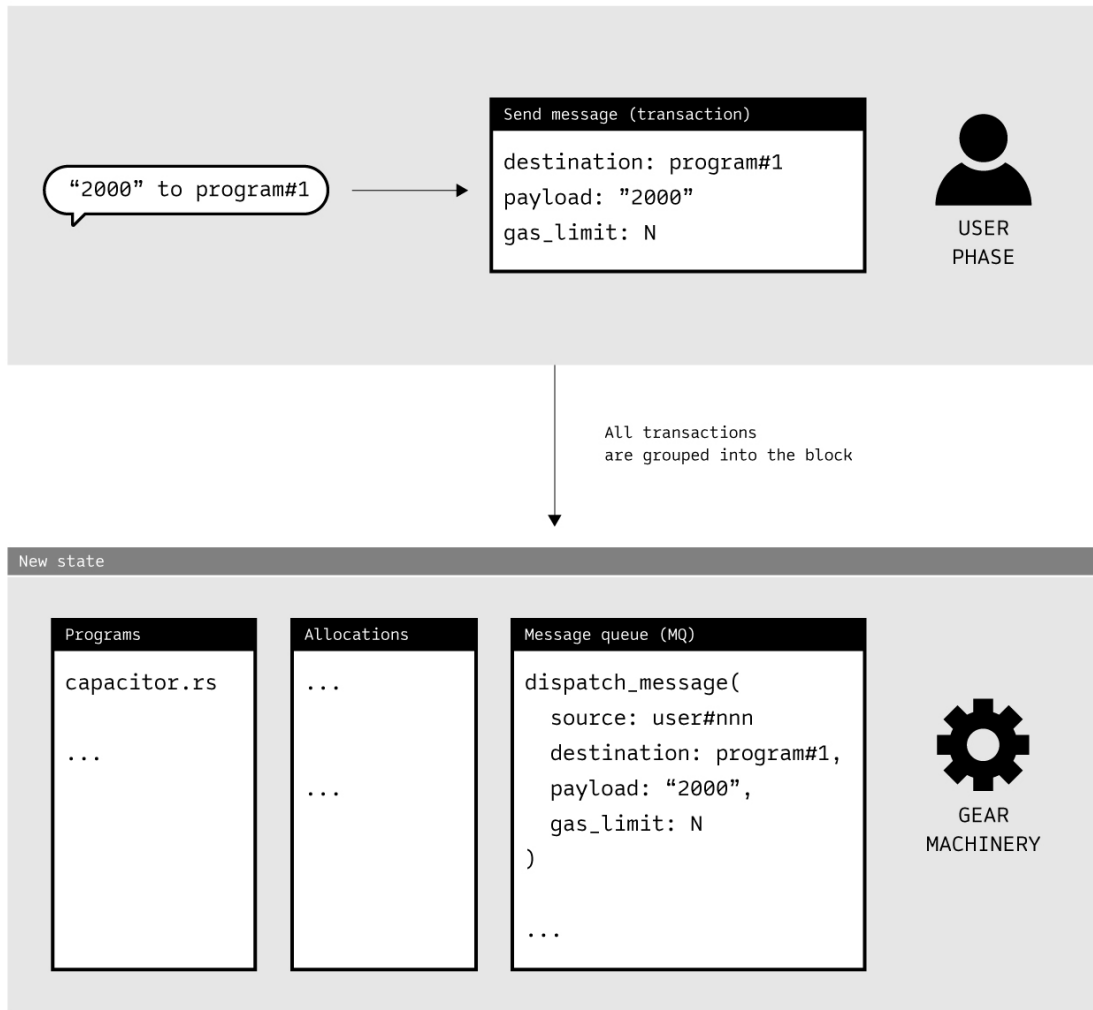 Send message (transaction)
“2000” to program#1
destination: program#1
payload: ”2000”
gas_limit: N
USER
PHASE
All transactions
are grouped into the block
New state
Programs
capacitor.rs
...
Allocations
...
...
Message queue (MQ)
dispatch_message(
source: user#nnn
destination: program#1,
payload: “2000”,
gas_limit: N
)
...
GEAR
MACHINERY